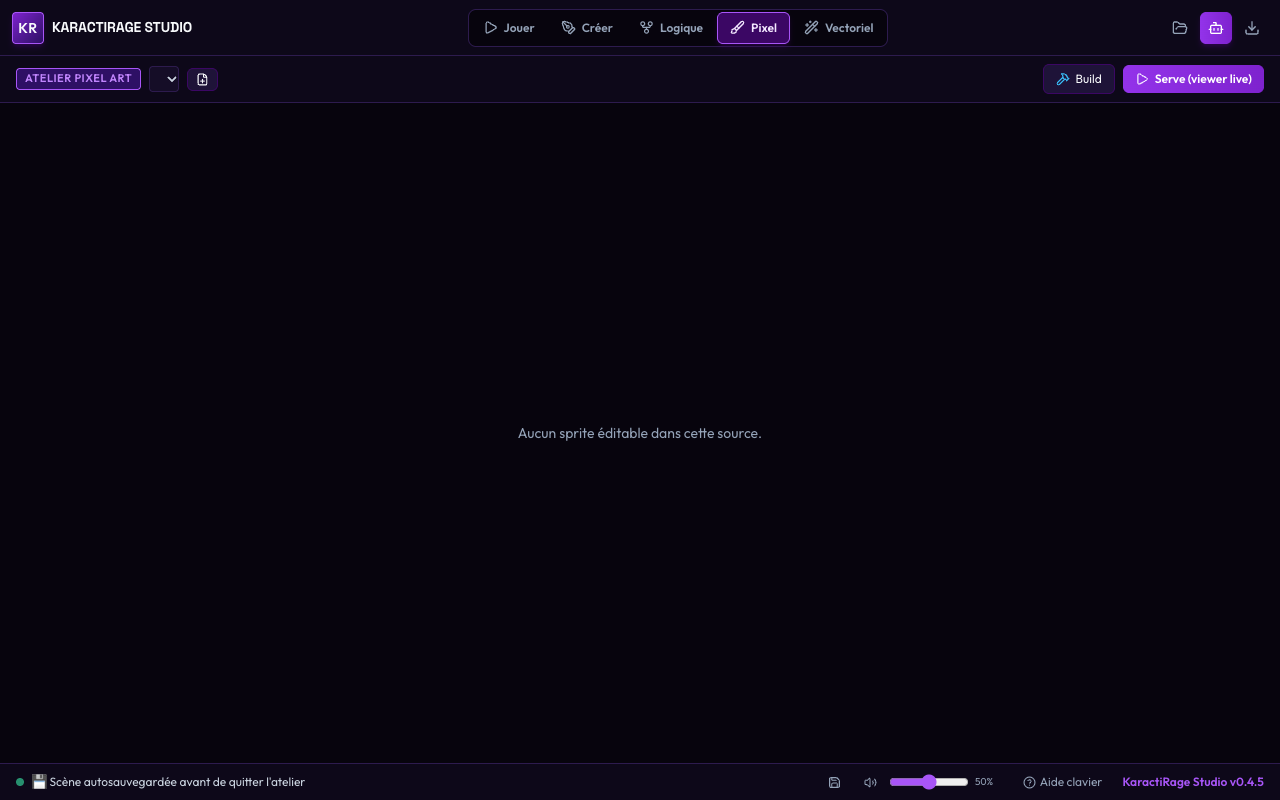 KR KARACTIRAGE STUDIO
Jouer Créer Logique Pixel Vectoriel
ATELIER PIXEL ART
Build Serve (viewer live)
Aucun sprite éditable dans cette source.
💾 Scène autosauvegardée avant de quitter l'atelier
50% Aide clavier KaractiRage Studio v0.4.5